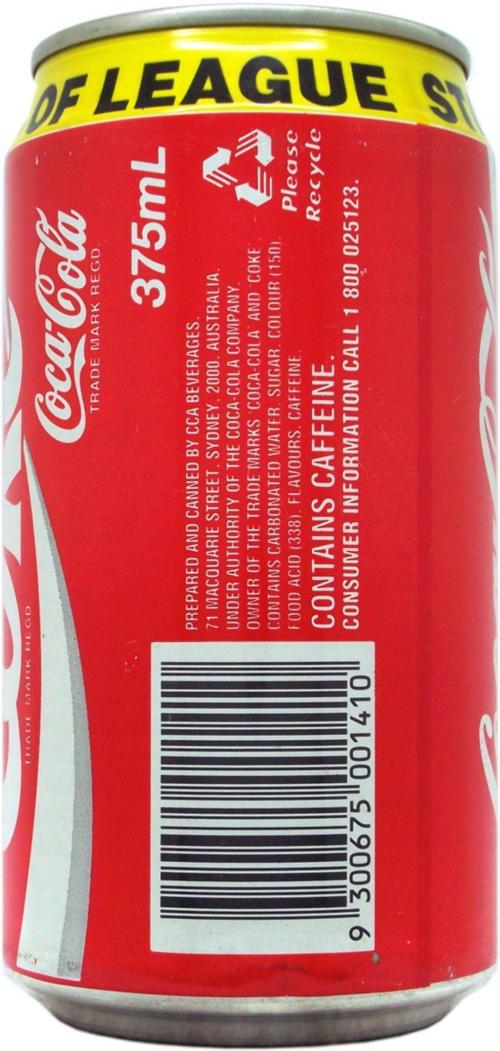 OF LEAGUE ST
Coca-Cola
TRADE MARK REGD
375mL
Please
Recycle
PREPARED AND CANNED BY CCA BEVERAGES.
71 MACQUARIE STREET, SYDNEY, 2000, AUSTRALIA.
UNDER AUTHORITY OF THE COCA-COLA COMPANY,
OWNER OF THE TRADE MARKS 'COCA-COLA' AND 'COKE'
CONTAINS CARBONATED WATER, SUGAR, COLOUR (150),
FOOD ACID (338), FLAVOURS, CAFFEINE.
CONTAINS CAFFEINE.
CONSUMER INFORMATION CALL 1 800 025123.
TRADE MARK REGD
9 300675 001410